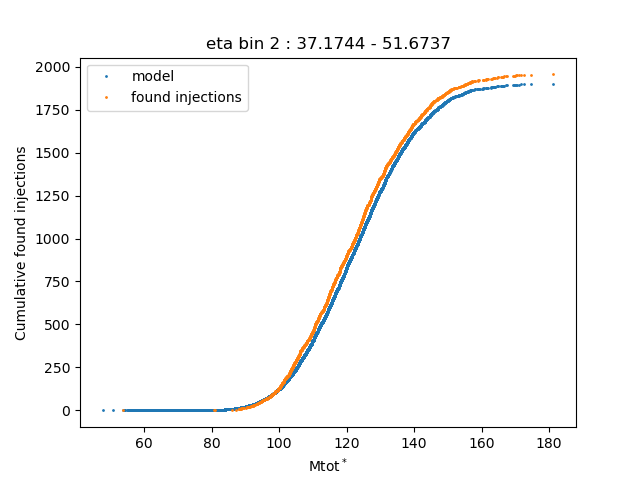 eta bin 2 : 37.1744 - 51.6737
model
found injections
Cumulative found injections
2000
1750
1500
1250
1000
750
500
250
0
60 80 100 120 140 160 180
Mtot*